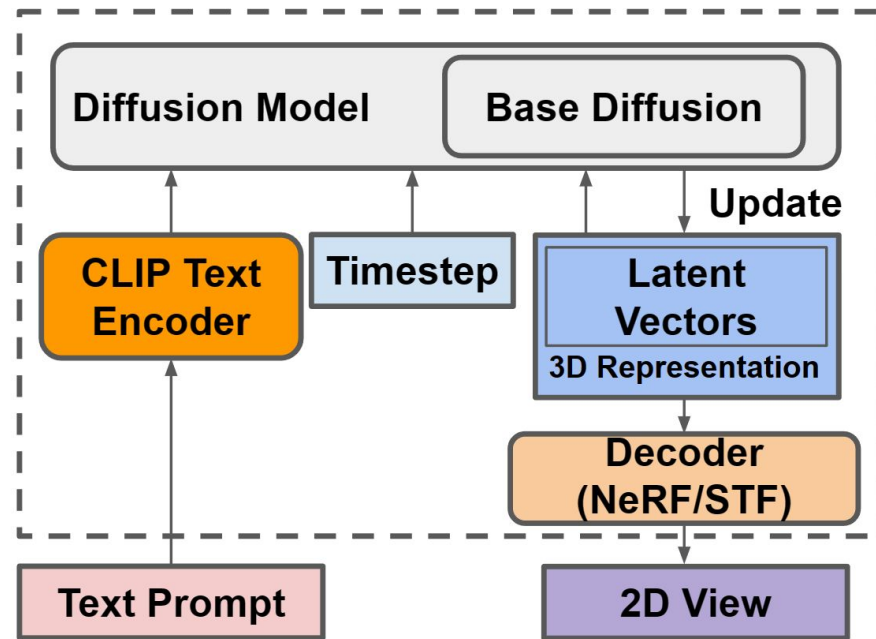 Diffusion Model
Base Diffusion
Update
CLIP Text
Encoder
Timestep
Latent
Vectors
3D Representation
Decoder
(NeRF/STF)
Text Prompt
2D View